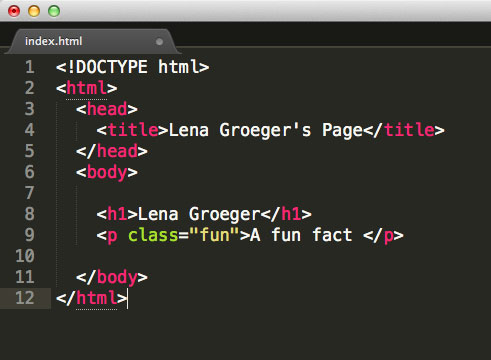 index.html
1 <!DOCTYPE html>
2 <html>
3 <head>
4 <title>Lena Groeger's Page</title>
5 </head>
6 <body>
7
8 <h1>Lena Groeger</h1>
9 <p class="fun">A fun fact </p>
10
11 </body>
12 </html>